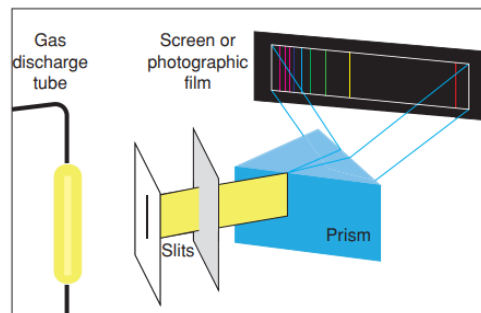 Gas
discharge
tube
Screen or
photographic
film
Slits
Prism